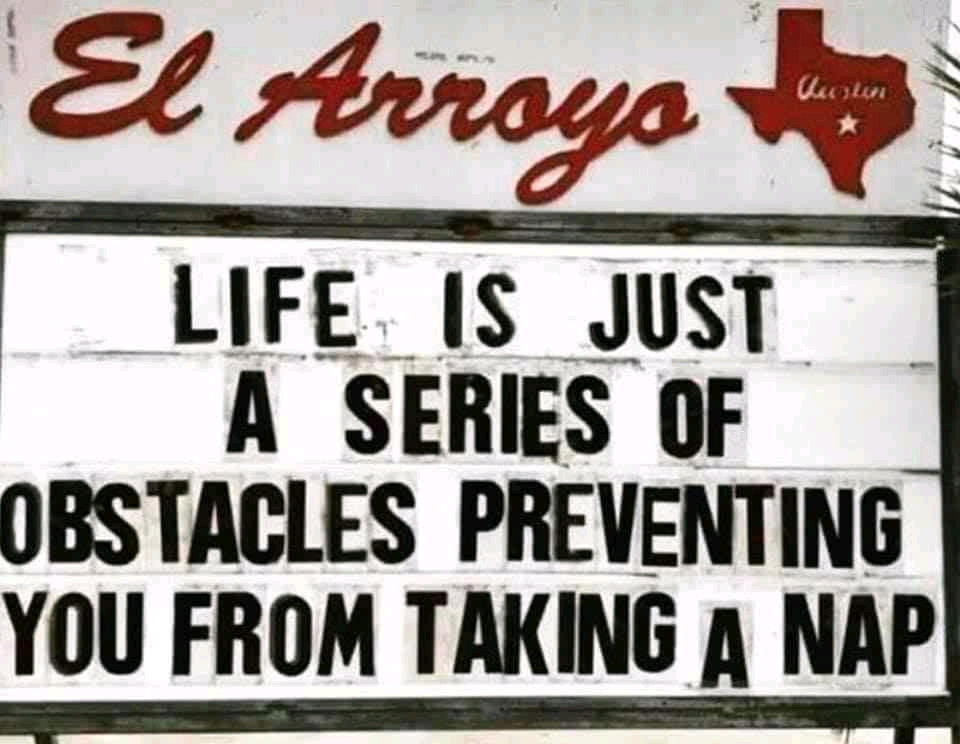 El Arroyo
Austin
LIFE IS JUST
A SERIES OF
OBSTACLES PREVENTING
YOU FROM TAKING A NAP